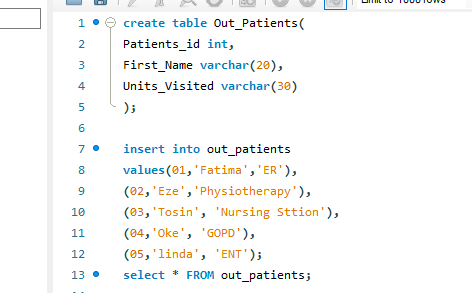 Limit to 1000 rows
1 create table Out_Patients(
2 Patients_id int,
3 First_Name varchar(20),
4 Units_Visited varchar(30)
5 );
6
7 insert into out_patients
8 values(01,'Fatima','ER'),
9 (02,'Eze','Physiotherapy'),
10 (03,'Tosin', 'Nursing Sttion'),
11 (04,'Oke', 'GOPD'),
12 (05,'linda', 'ENT');
13 select * FROM out_patients;